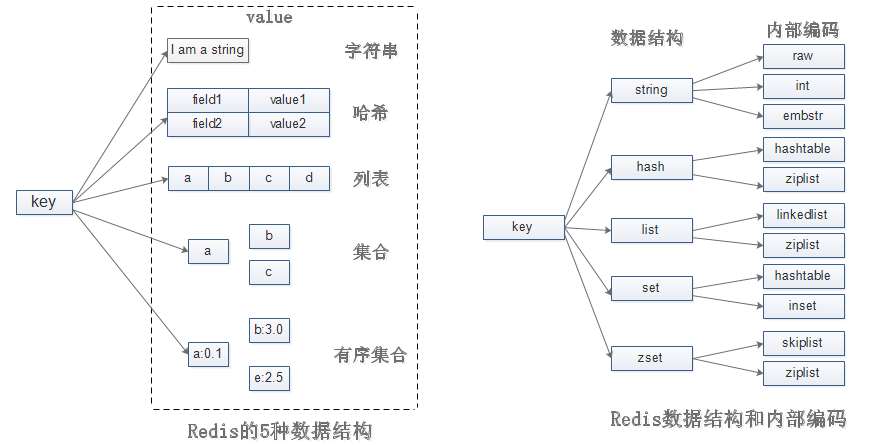 value
I am a string
字符串
field1 value1
field2 value2
哈希
key
a b c d
列表
a
b
c
集合
a:0.1
b:3.0
e:2.5
有序集合
Redis的5种数据结构
数据结构
内部编码
key
string
raw
int
embstr
hash
hashtable
ziplist
list
linkedlist
ziplist
set
hashtable
inset
zset
skiplist
ziplist
Redis数据结构和内部编码